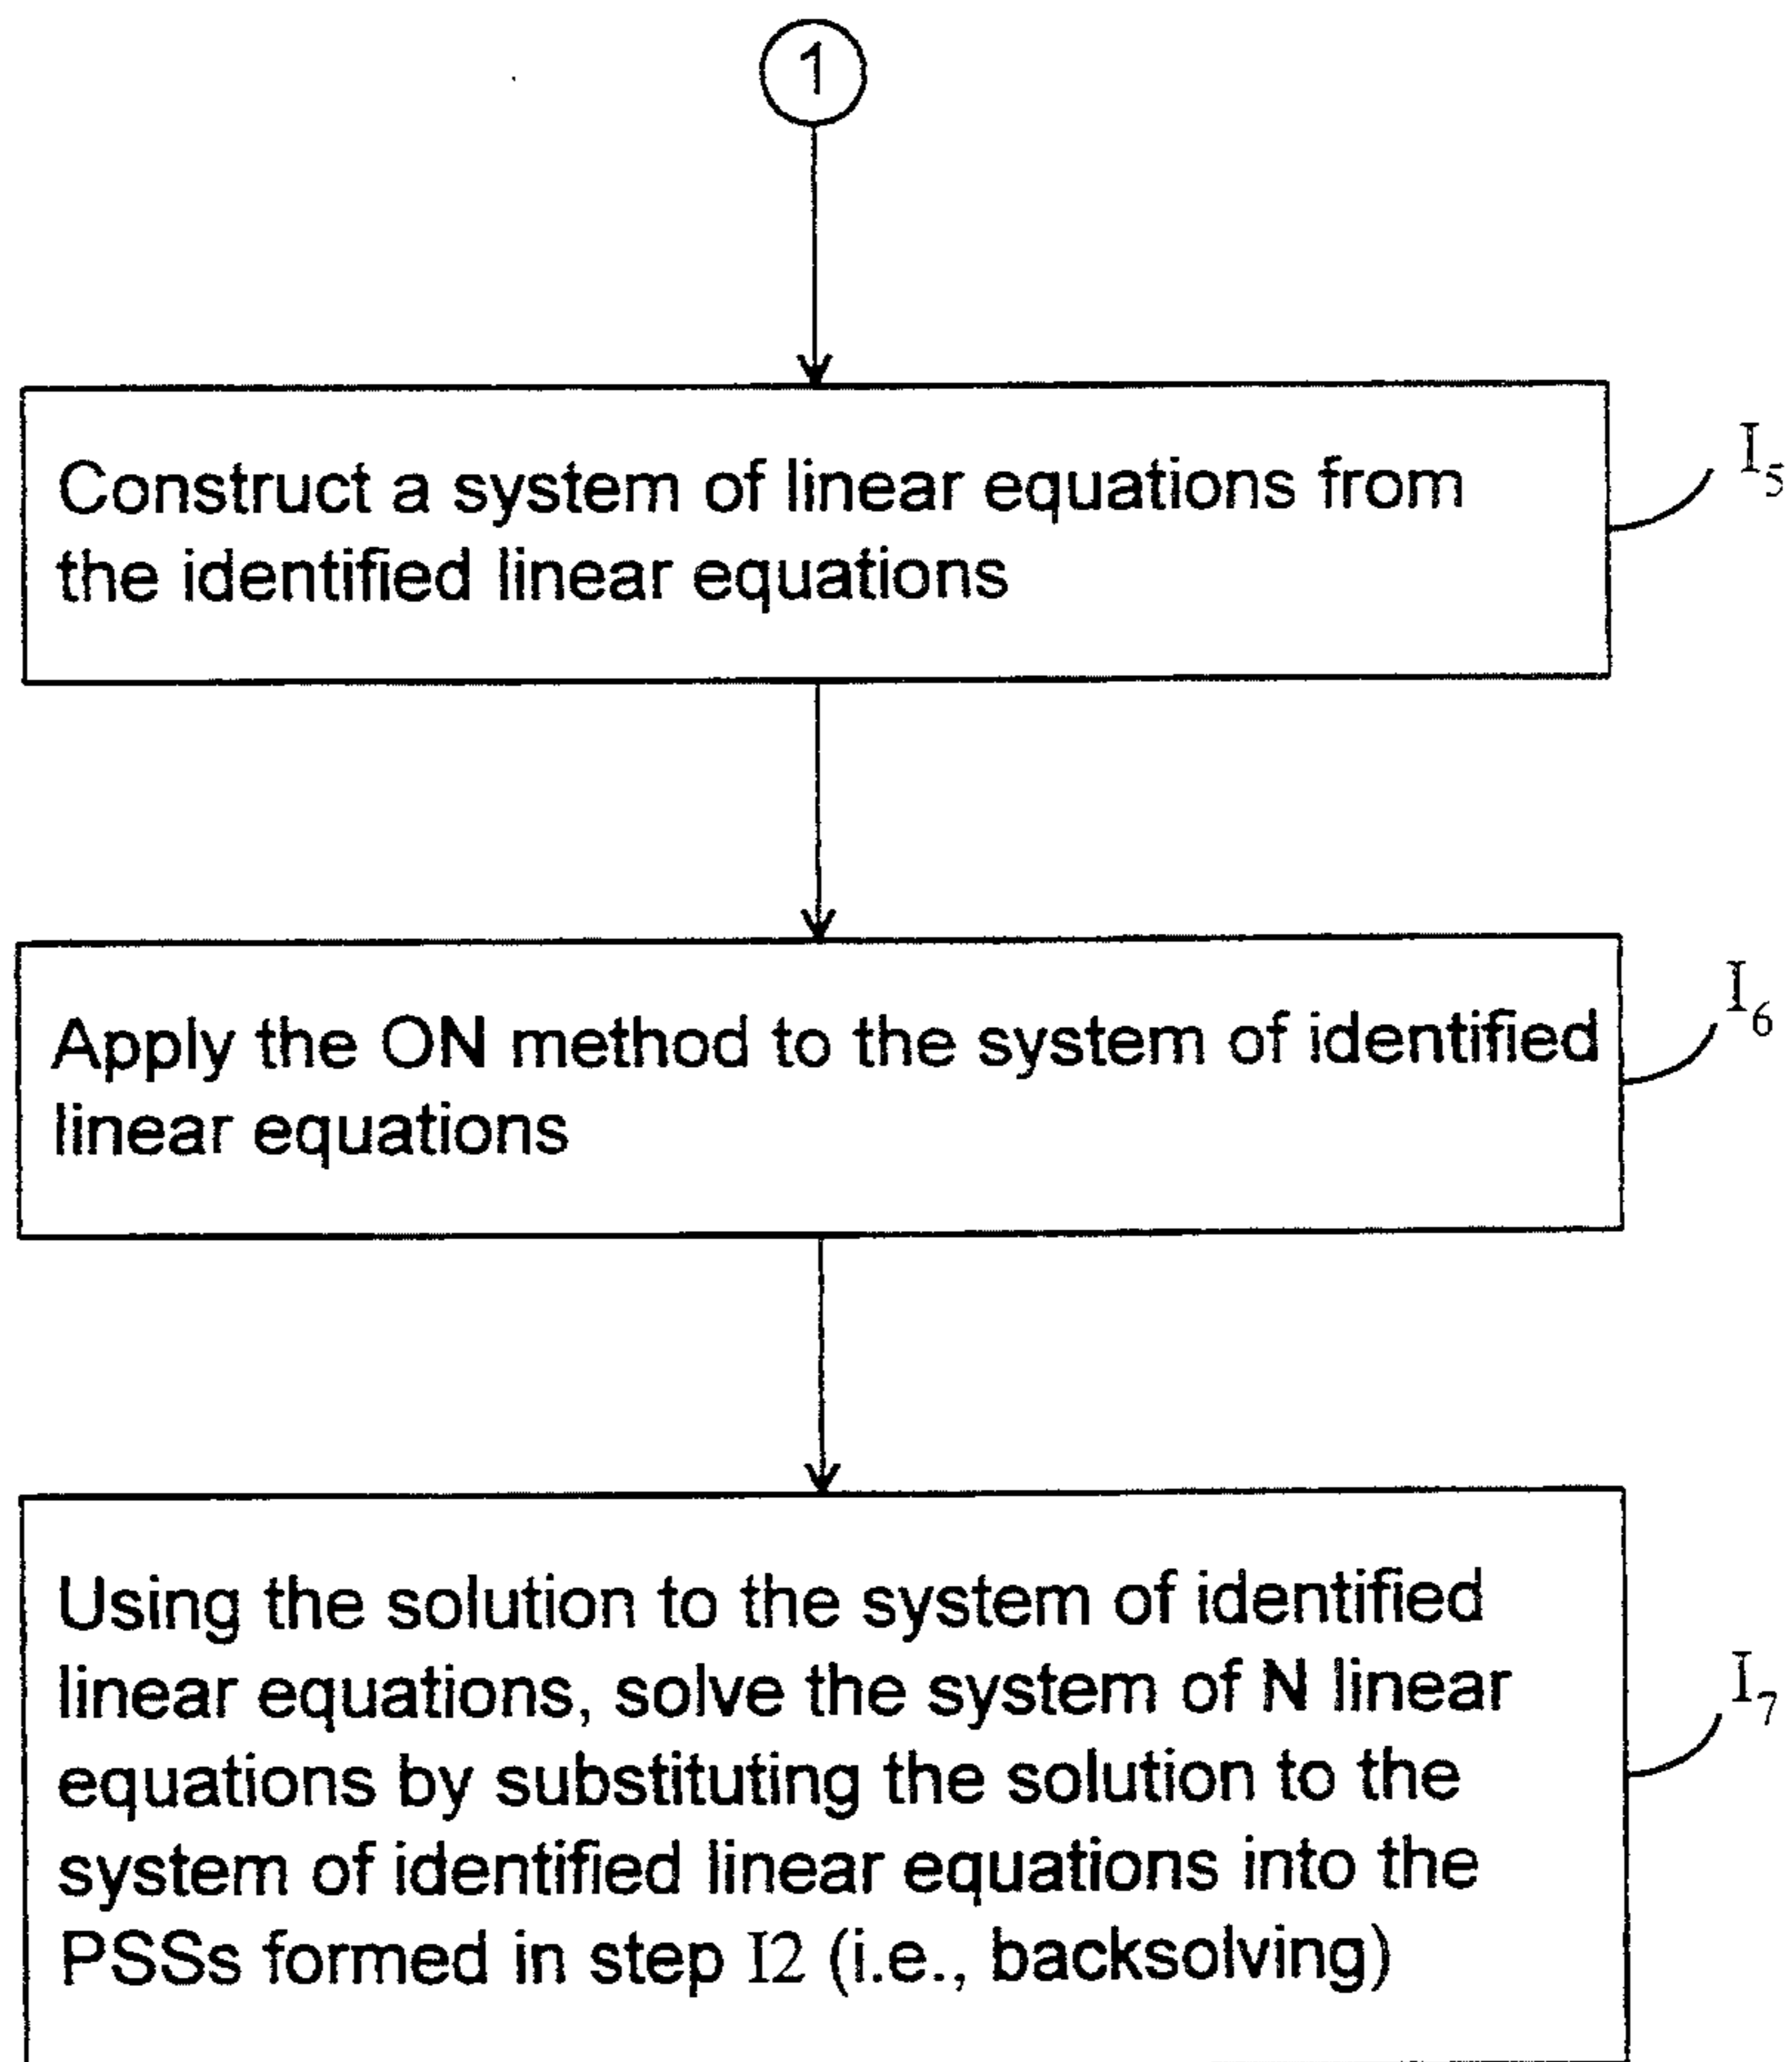 1
Construct a system of linear equations from
the identified linear equations
I5
Apply the ON method to the system of identified
linear equations
I6
Using the solution to the system of identified
linear equations, solve the system of N linear
equations by substituting the solution to the
system of identified linear equations into the
PSSs formed in step I2 (i.e., backsolving)
I7